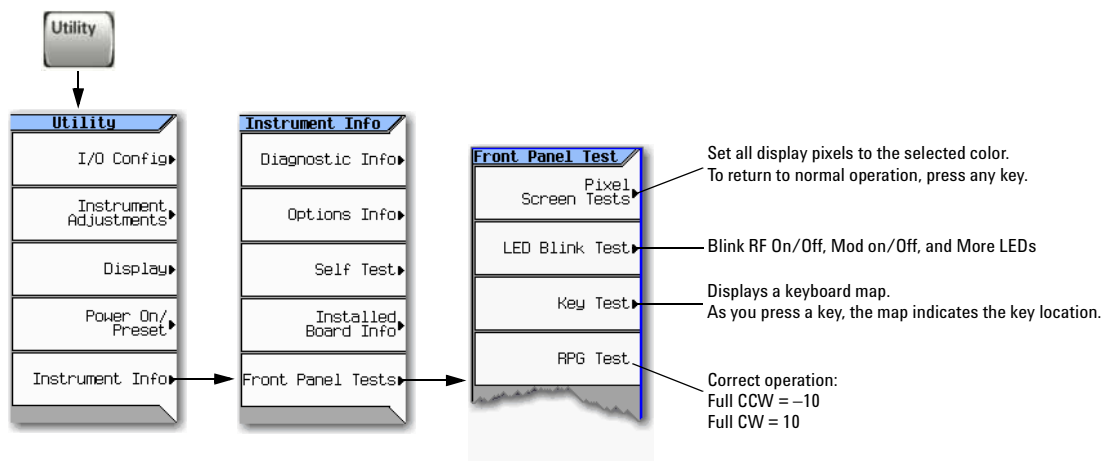 Utility
Utility
I/O Config
Instrument
Adjustments
Display
Power On/
Preset
Instrument Info
Instrument Info
Diagnostic Info
Options Info
Self Test
Installed
Board Info
Front Panel Tests
Front Panel Test
Pixel
Screen Tests
LED Blink Test
Key Test
RPG Test
Set all display pixels to the selected color.
To return to normal operation, press any key.
Blink RF On/Off, Mod on/Off, and More LEDs
Displays a keyboard map.
As you press a key, the map indicates the key location.
Correct operation:
Full CCW = –10
Full CW = 10